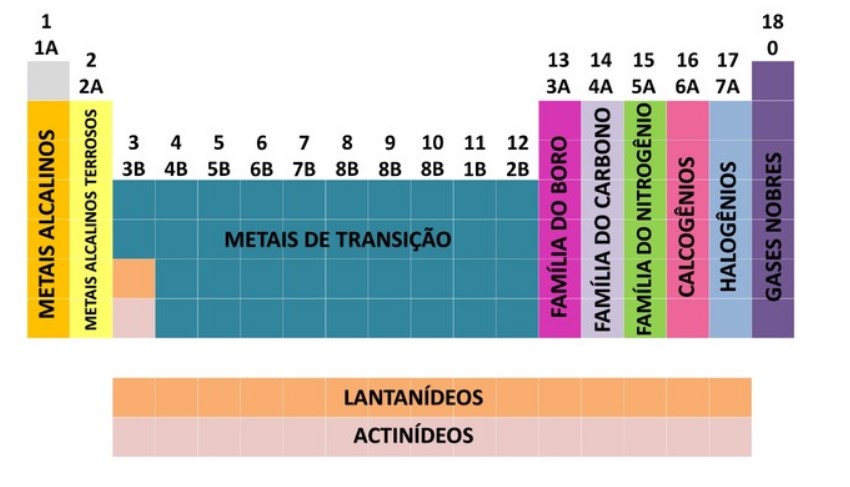 1
1A
2
2A
3
3B
4
4B
5
5B
6
6B
7
7B
8
8B
9
8B
10
8B
11
1B
12
2B
13
3A
14
4A
15
5A
16
6A
17
7A
18
0
METAIS ALCALINOS
METAIS ALCALINOS TERROSOS
METAIS DE TRANSIÇÃO
FAMÍLIA DO BORO
FAMÍLIA DO CARBONO
FAMÍLIA DO NITROGÊNIO
CALCOGÊNIOS
HALOGÊNIOS
GASES NOBRES
LANTANÍDEOS
ACTINÍDEOS